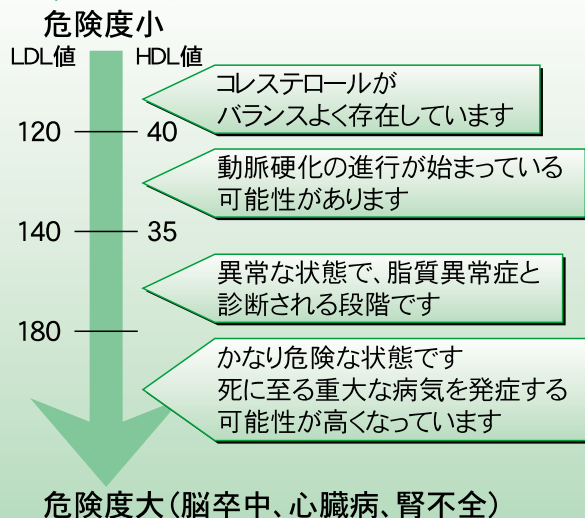 危険度小
LDL値 HDL値
コレステロールが
バランスよく存在しています
120 40
動脈硬化の進行が始まっている
可能性があります
140 35
異常な状態で、脂質異常症と
診断される段階です
180
かなり危険な状態です
死に至る重大な病気を発症する
可能性が高くなっています
危険度大(脳卒中、心臓病、腎不全)